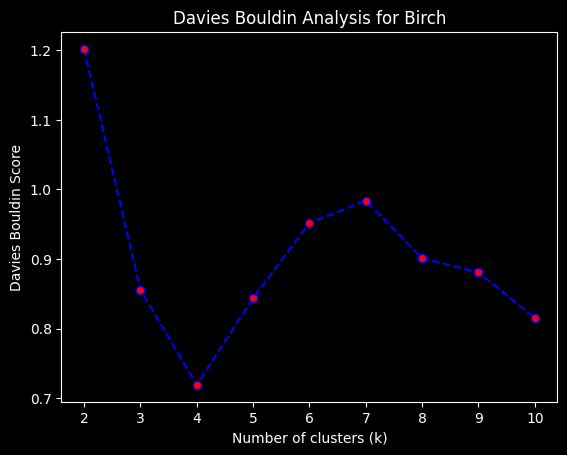 Davies Bouldin Analysis for Birch
1.2
1.1
1.0
0.9
0.8
0.7
Davies Bouldin Score
2 3 4 5 6 7 8 9 10
Number of clusters (k)